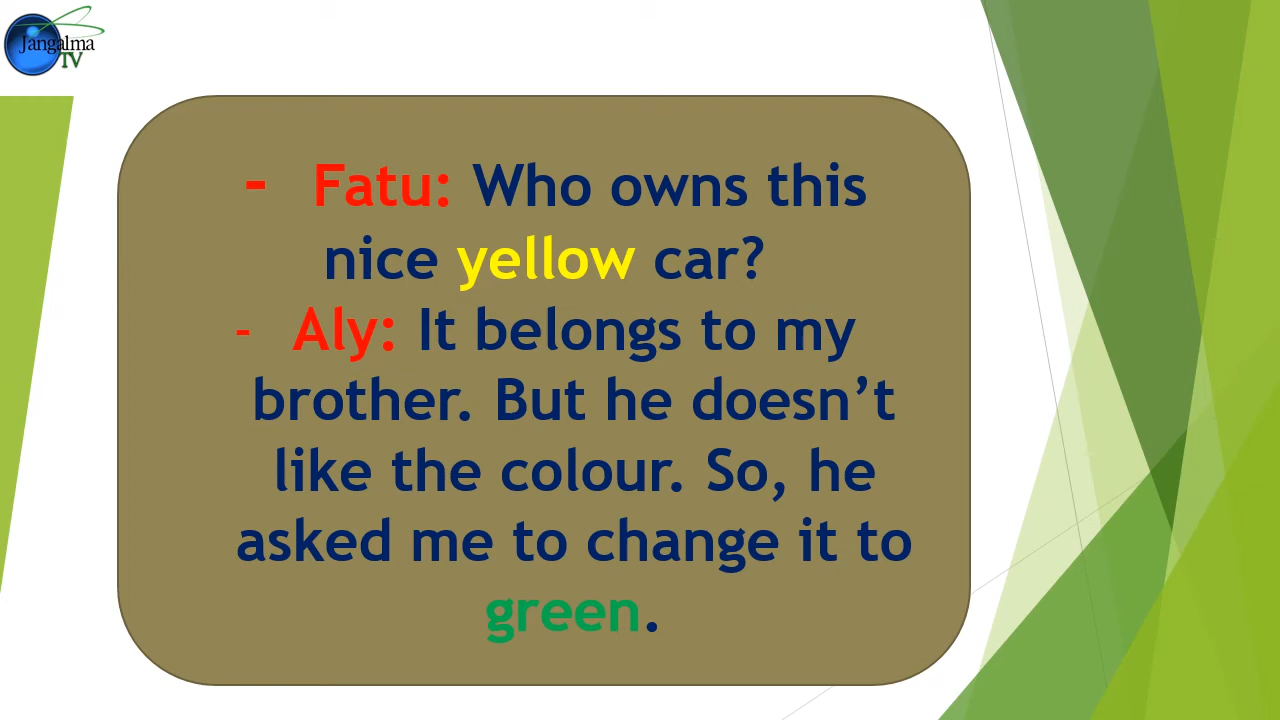 Jangalma
TV
- Fatu: Who owns this
nice yellow car?
- Aly: It belongs to my
brother. But he doesn’t
like the colour. So, he
asked me to change it to
green.